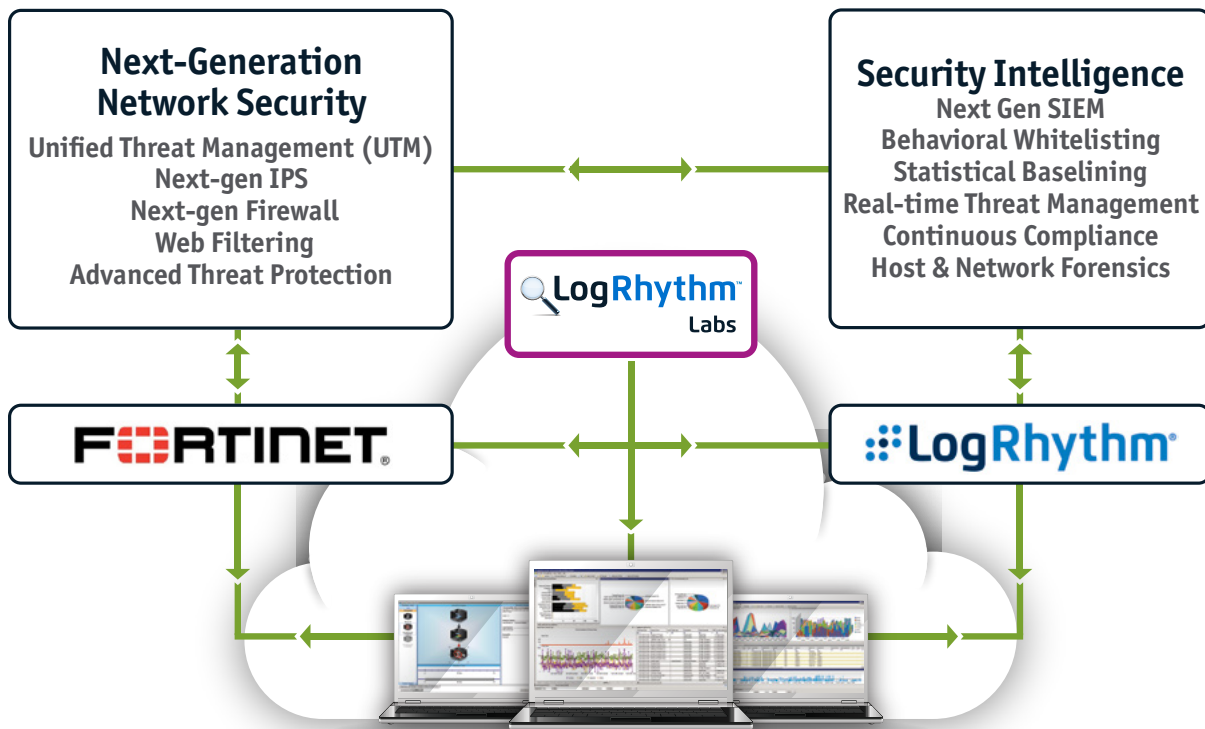 Next-Generation
Network Security
Unified Threat Management (UTM)
Next-gen IPS
Next-gen Firewall
Web Filtering
Advanced Threat Protection
Security Intelligence
Next Gen SIEM
Behavioral Whitelisting
Statistical Baselining
Real-time Threat Management
Continuous Compliance
Host & Network Forensics
LogRhythm™
Labs
FORTINET®
LogRhythm®